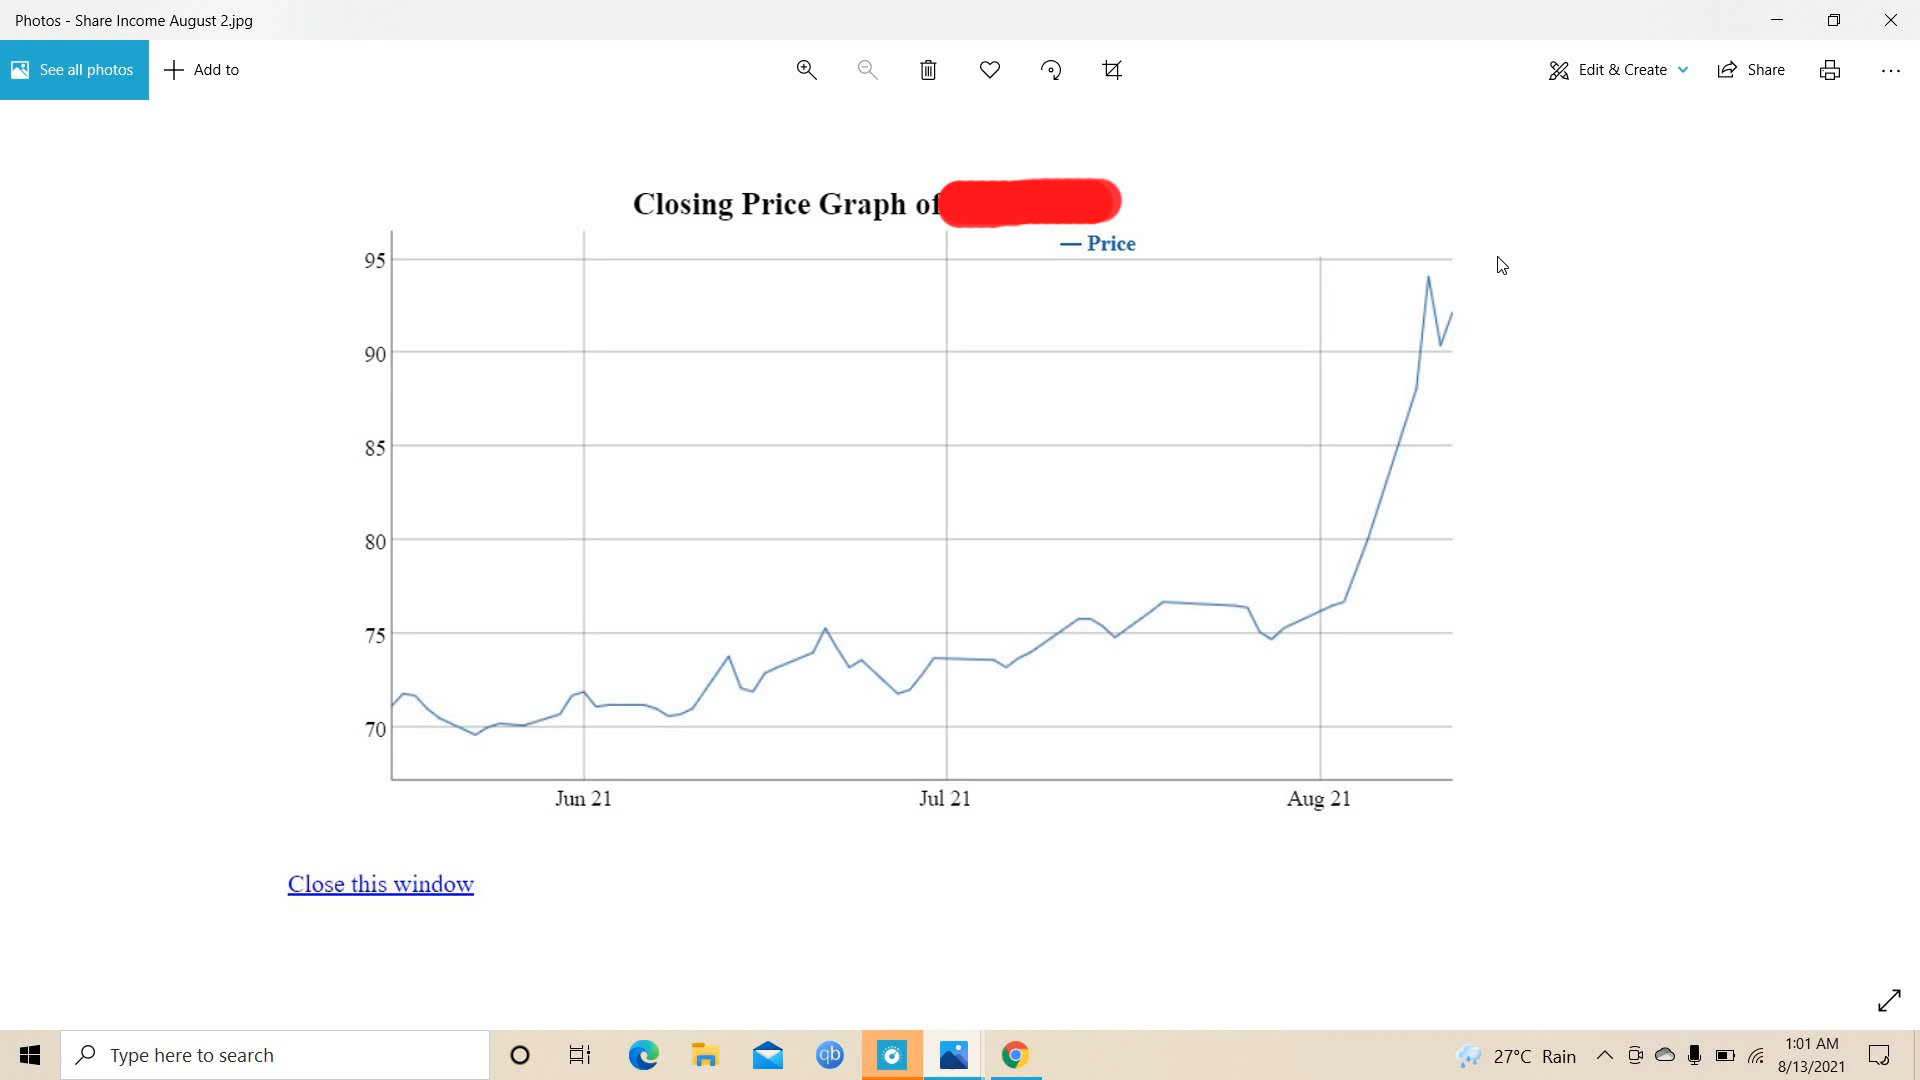 Photos - Share Income August 2.jpg
See all photos
Add to
Edit & Create
Share
Closing Price Graph of
Price
95
90
85
80
75
70
Jun 21
Jul 21
Aug 21
Close this window
Type here to search
qb
27°C Rain
1:01 AM
8/13/2021